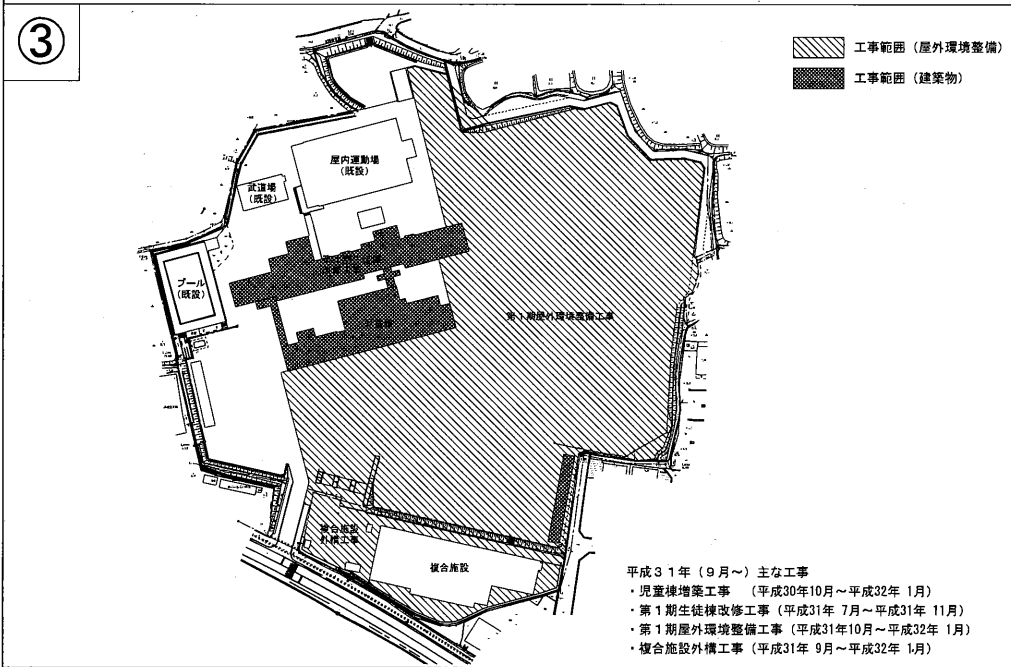 ③
工事範囲（屋外環境整備）
工事範囲（建築物）
屋内運動場
（既設）
武道場
（既設）
プール
（既設）
第1期屋外環境整備工事
複合施設
外構工事
複合施設
平成31年（9月～）主な工事
・児童棟増築工事　（平成30年10月～平成32年 1月）
・第1期生徒棟改修工事（平成31年 7月～平成31年 11月）
・第1期屋外環境整備工事（平成31年10月～平成32年 1月）
・複合施設外構工事（平成31年 9月～平成32年 1月）